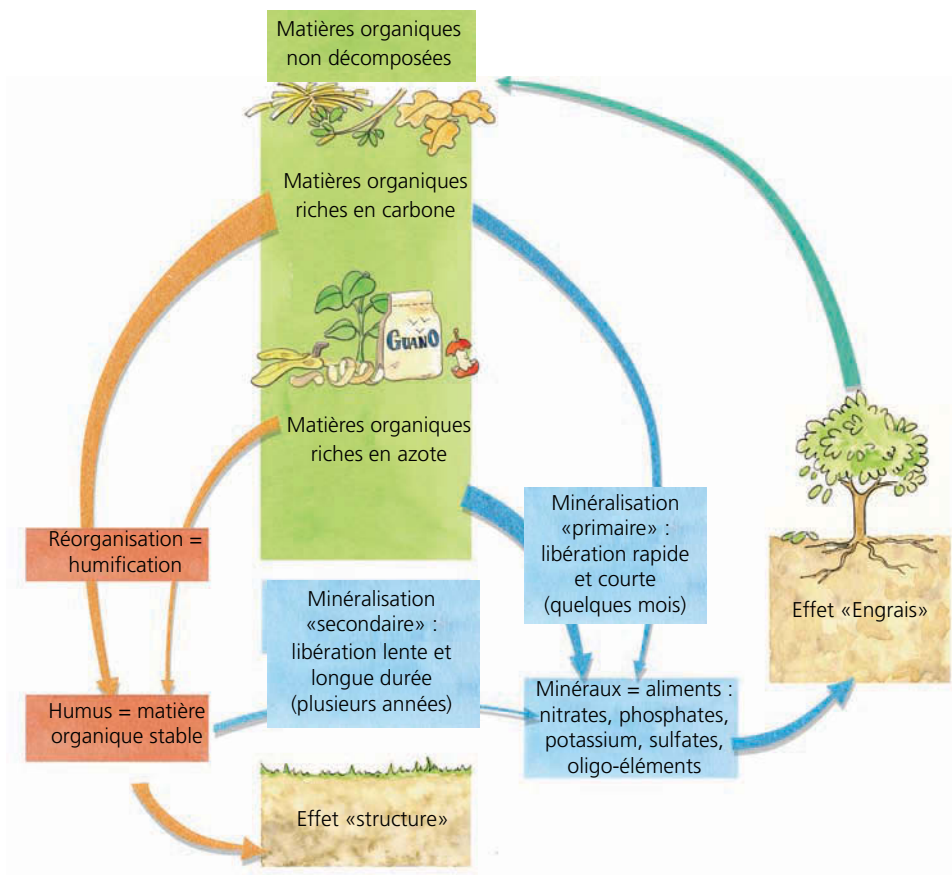 Matières organiques
non décomposées
Matières organiques
riches en carbone
GUANO
Matières organiques
riches en azote
Réorganisation =
humification
Minéralisation
«primaire» :
libération rapide
et courte
(quelques mois)
Effet «Engrais»
Minéralisation
«secondaire» :
libération lente et
longue durée
(plusieurs années)
Humus = matière
organique stable
Minéraux = aliments :
nitrates, phosphates,
potassium, sulfates,
oligo-éléments
Effet «structure»